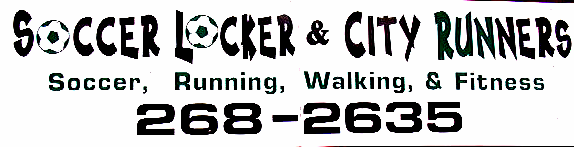 SOCCER LOCKER & CITY RUNNERS
Soccer, Running, Walking, & Fitness
268-2635